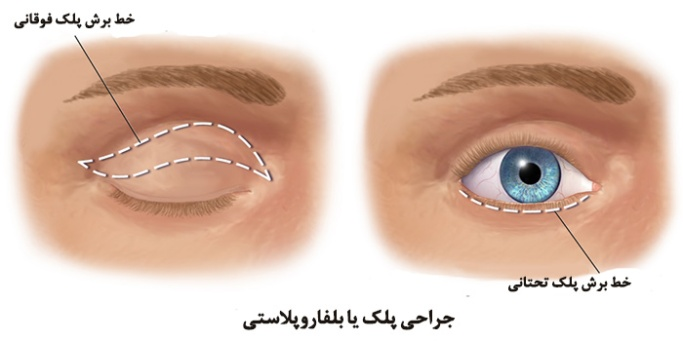 خط برش پلک فوقانی
خط برش پلک تحتانی
جراحی پلک یا بلفاروپلاستی